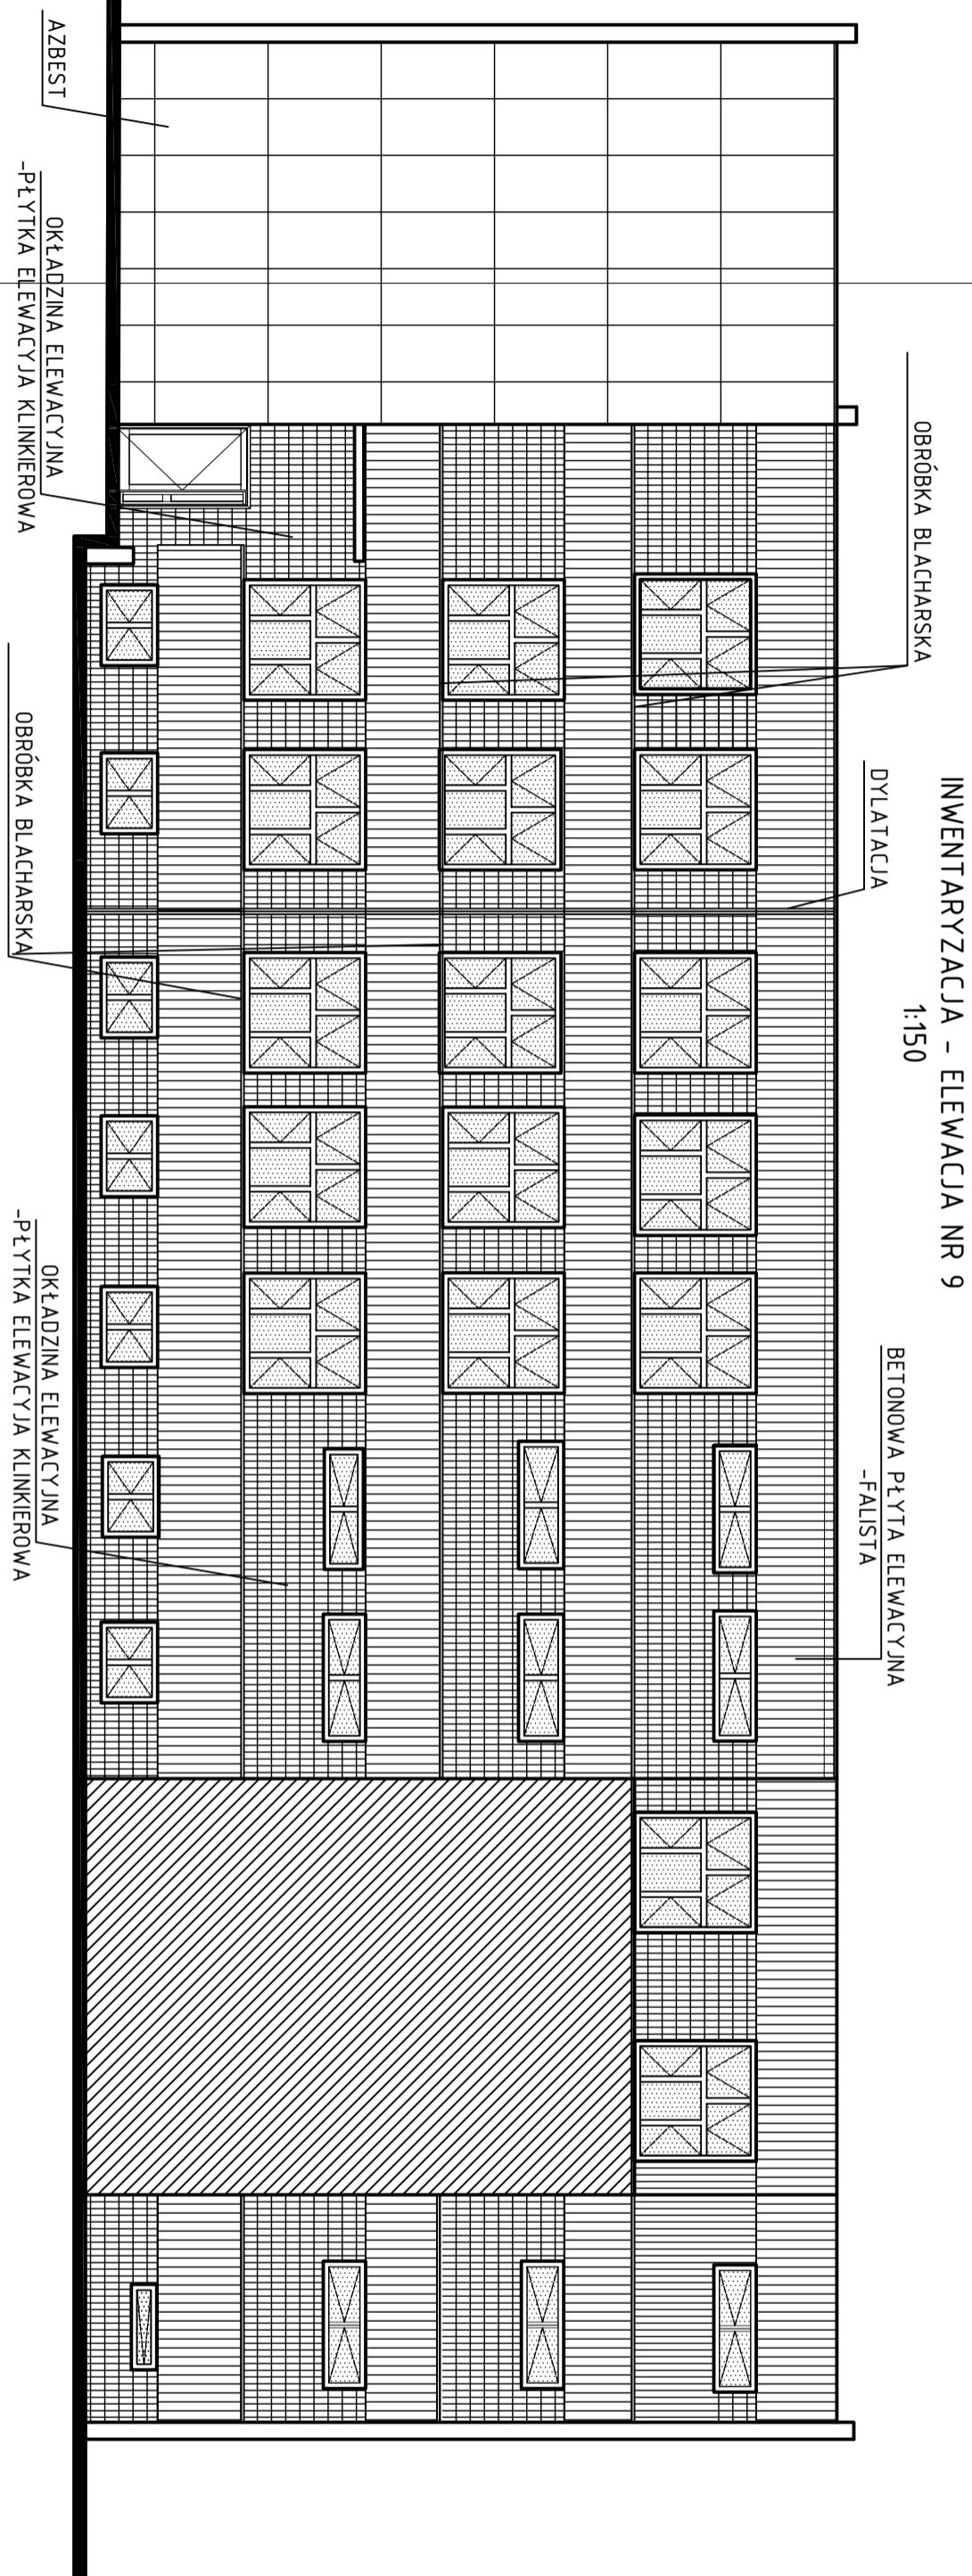 INWENTARYZACJA - ELEWACJA NR 9
1:150
OBRÓBKA BLACHARSKA
DYLATACJA
BETONOWA PŁYTA ELEWACYJNA
-FALISTA
AZBEST
OKŁADZINA ELEWACYJNA
-PŁYTKA ELEWACYJA KLINKIEROWA
OBRÓBKA BLACHARSKA
OKŁADZINA ELEWACYJNA
-PŁYTKA ELEWACYJA KLINKIEROWA